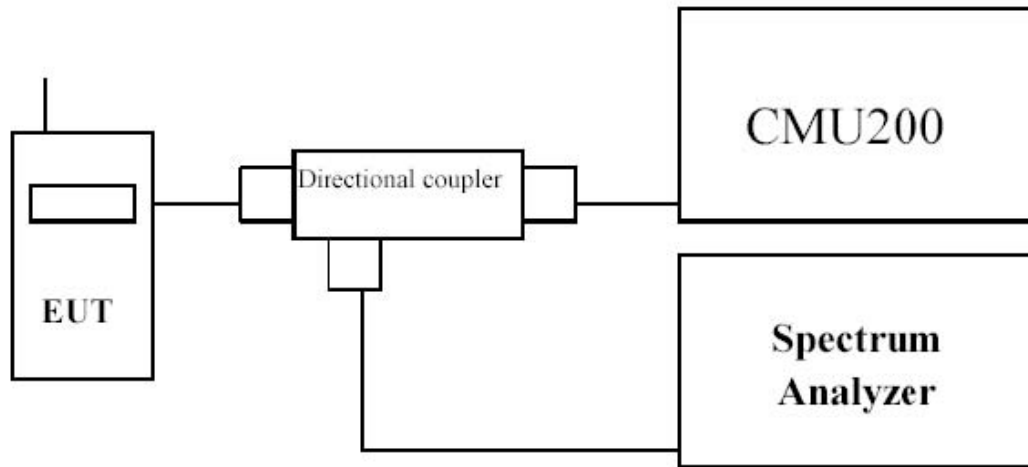 CMU200
Directional coupler
EUT
Spectrum
Analyzer